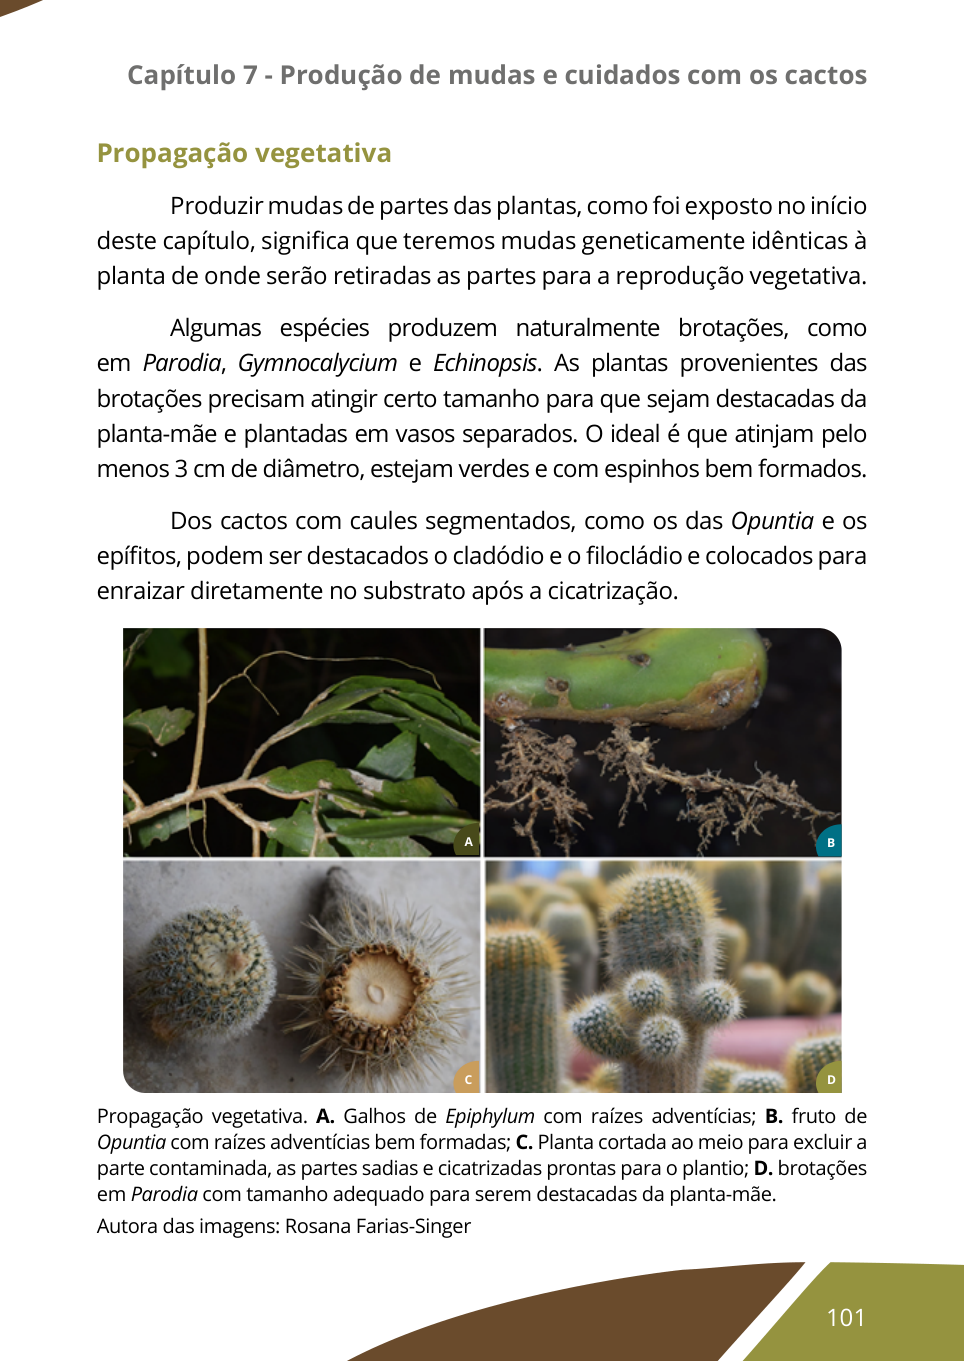 Capítulo 7 - Produção de mudas e cuidados com os cactos
Propagação vegetativa
Produzir mudas de partes das plantas, como foi exposto no início
deste capítulo, significa que teremos mudas geneticamente idênticas à
planta de onde serão retiradas as partes para a reprodução vegetativa.
Algumas espécies produzem naturalmente brotações, como
em Parodia, Gymnocalycium e Echinopsis. As plantas provenientes das
brotações precisam atingir certo tamanho para que sejam destacadas da
planta-mãe e plantadas em vasos separados. O ideal é que atinjam pelo
menos 3 cm de diâmetro, estejam verdes e com espinhos bem formados.
Dos cactos com caules segmentados, como os das Opuntia e os
epífitos, podem ser destacados o cladódio e o filocládio e colocados para
enraizar diretamente no substrato após a cicatrização.
A
B
C
D
Propagação vegetativa. A. Galhos de Epiphylum com raízes adventícias; B. fruto de
Opuntia com raízes adventícias bem formadas; C. Planta cortada ao meio para excluir a
parte contaminada, as partes sadias e cicatrizadas prontas para o plantio; D. brotações
em Parodia com tamanho adequado para serem destacadas da planta-mãe.
Autora das imagens: Rosana Farias-Singer
101